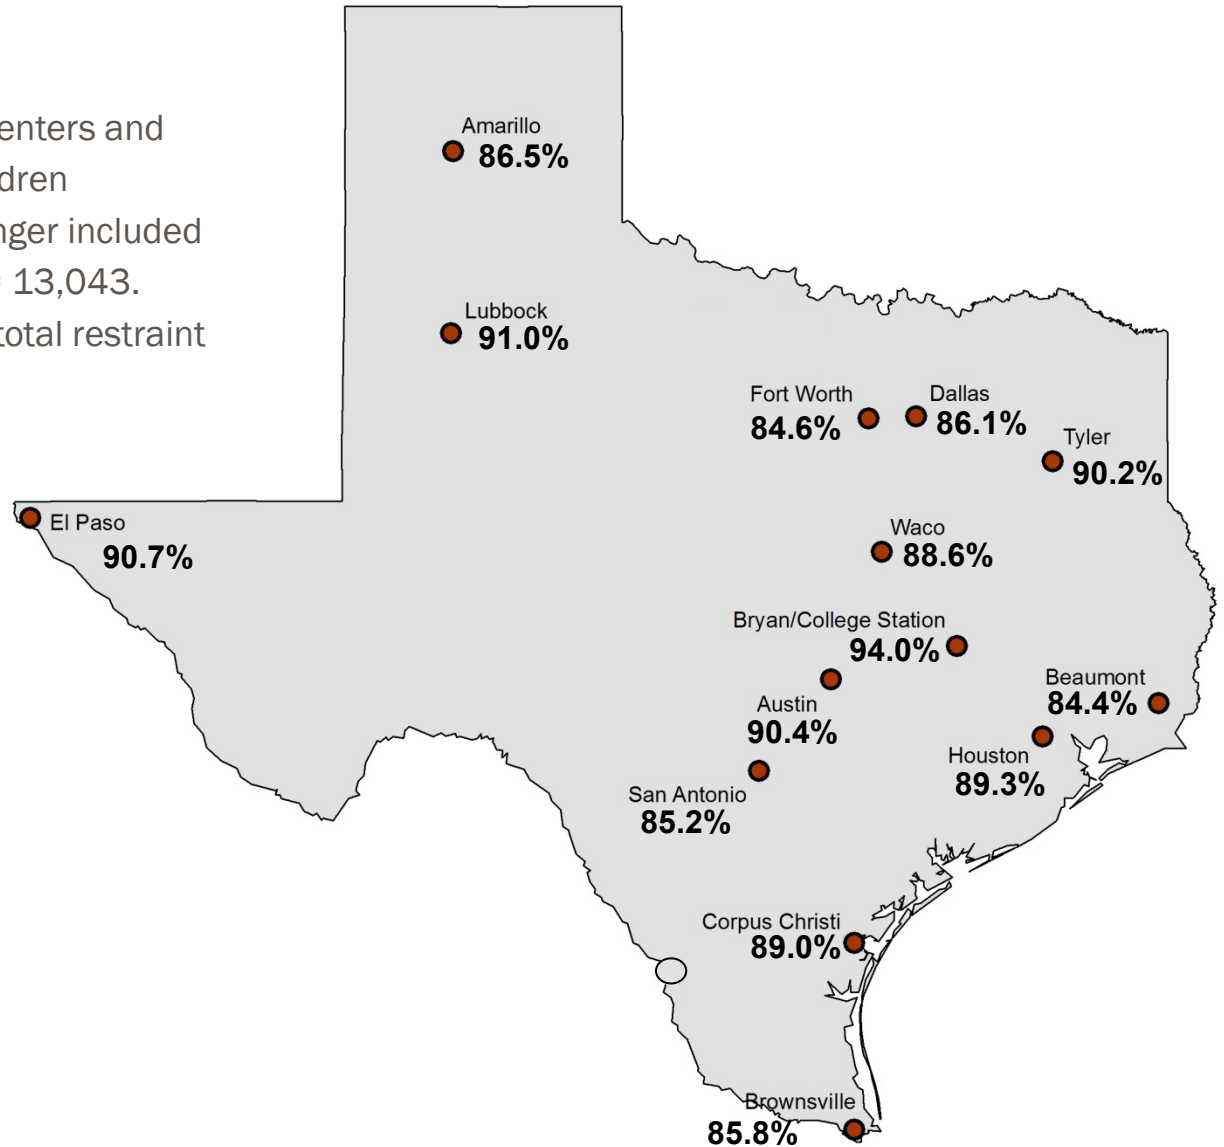 enters and
dren
nger included
13,043.
total restraint
Amarillo
86.5%
Lubbock
91.0%
Fort Worth
84.6%
Dallas
86.1%
Tyler
90.2%
El Paso
90.7%
Waco
88.6%
Bryan/College Station
94.0%
Beaumont
84.4%
Austin
90.4%
Houston
89.3%
San Antonio
85.2%
Corpus Christi
89.0%
Brownsville
85.8%